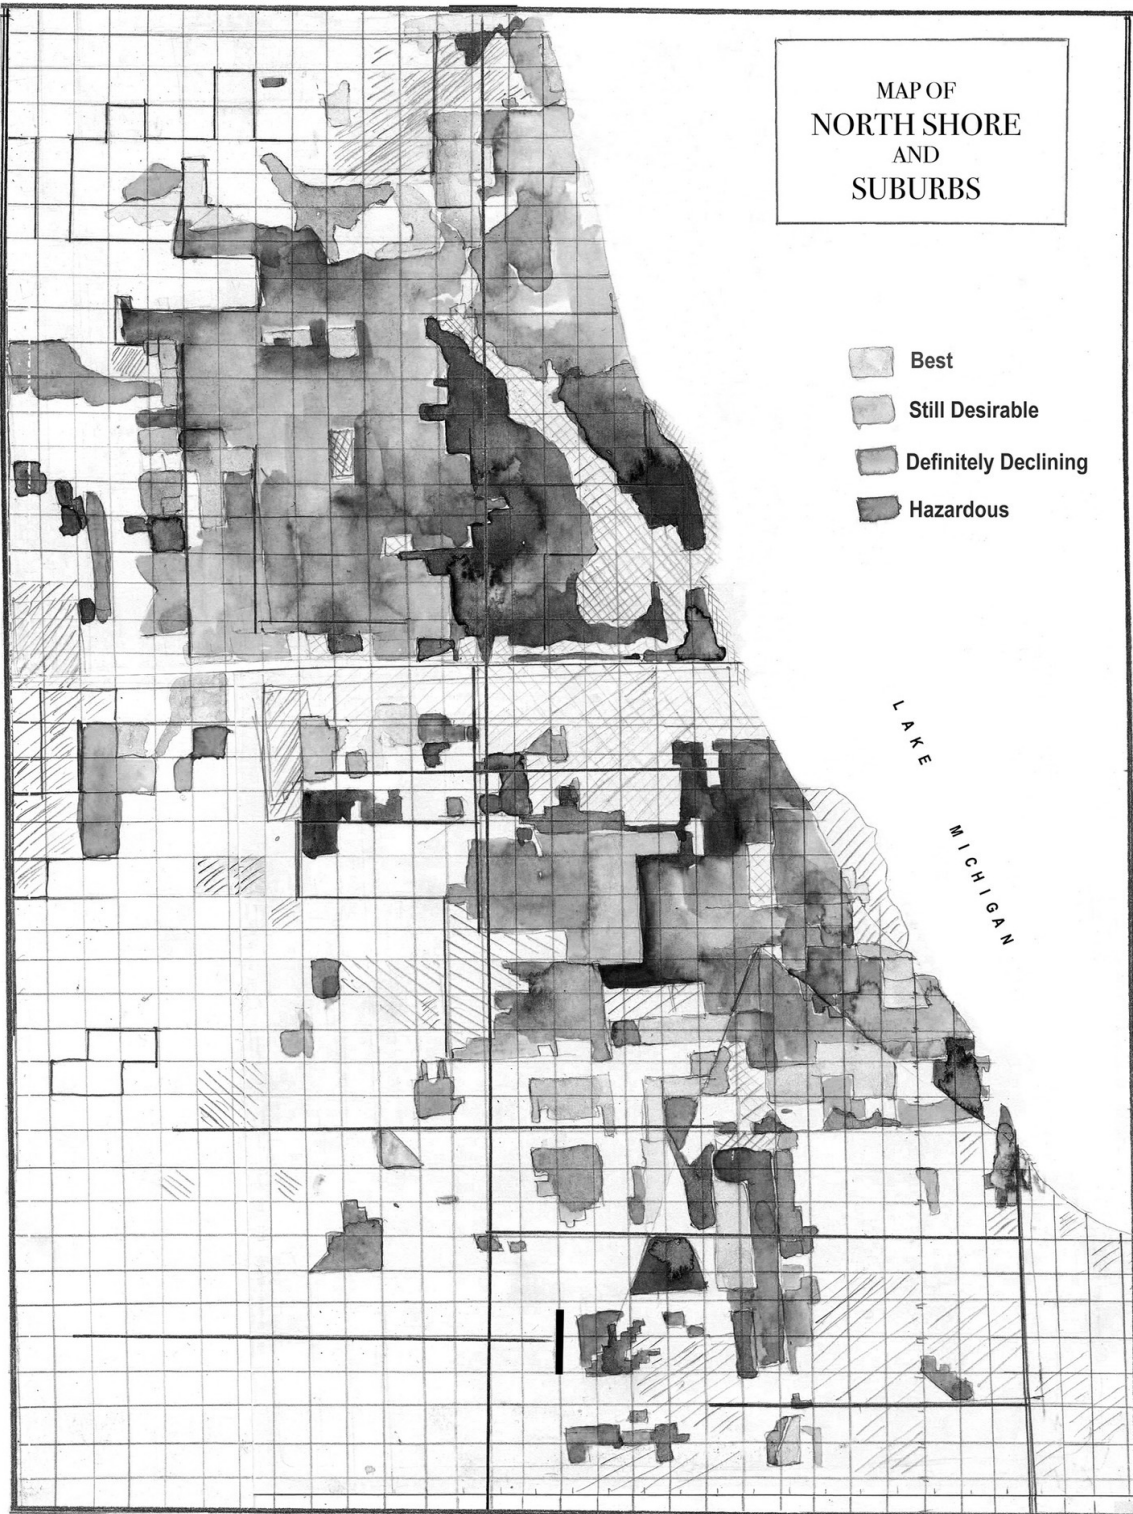 MAP OF
NORTH SHORE
AND
SUBURBS
Best
Still Desirable
Definitely Declining
Hazardous
LAKE
MICHIGAN